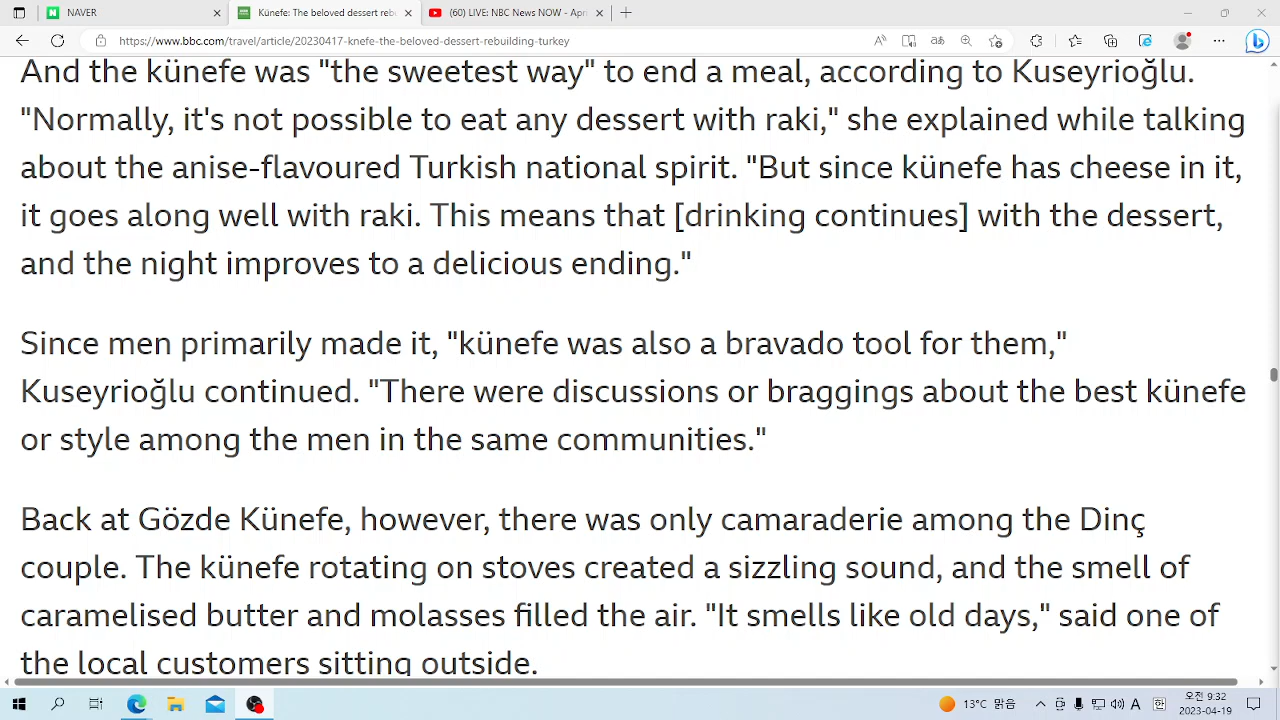 NAVER
Künefe: The beloved dessert reb
(60) LIVE: NBC News NOW - Apri
https://www.bbc.com/travel/article/20230417-knefe-the-beloved-dessert-rebuilding-turkey
And the künefe was "the sweetest way" to end a meal, according to Kuseyrioğlu.
"Normally, it's not possible to eat any dessert with raki," she explained while talking
about the anise-flavoured Turkish national spirit. "But since künefe has cheese in it,
it goes along well with raki. This means that [drinking continues] with the dessert,
and the night improves to a delicious ending."
Since men primarily made it, "künefe was also a bravado tool for them,"
Kuseyrioğlu continued. "There were discussions or braggings about the best künefe
or style among the men in the same communities."
Back at Gözde Künefe, however, there was only camaraderie among the Dinç
couple. The künefe rotating on stoves created a sizzling sound, and the smell of
caramelised butter and molasses filled the air. "It smells like old days," said one of
the local customers sitting outside.
13°C 맑음
A
오전 9:32
2023-04-19